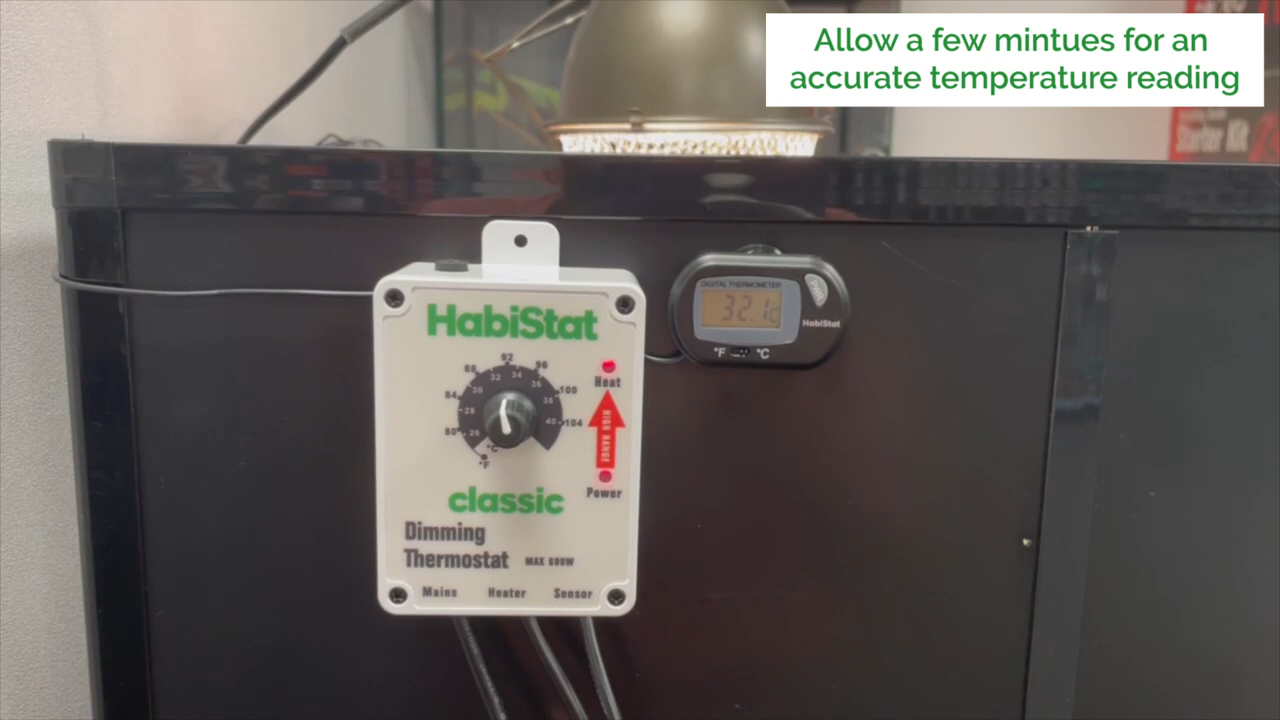 Allow a few mintues for an
accurate temperature reading
Starter Kit
DIGITAL THERMOMETER
32.1c
HabiStat
°F °C
HabiStat
92
88 96
84 100
80 104
32 34
30 36
28 38
26 40
°C
°F
Heat
HIGH RANGE
Power
classic
Dimming
Thermostat MAX 600W
Mains Heater Sensor